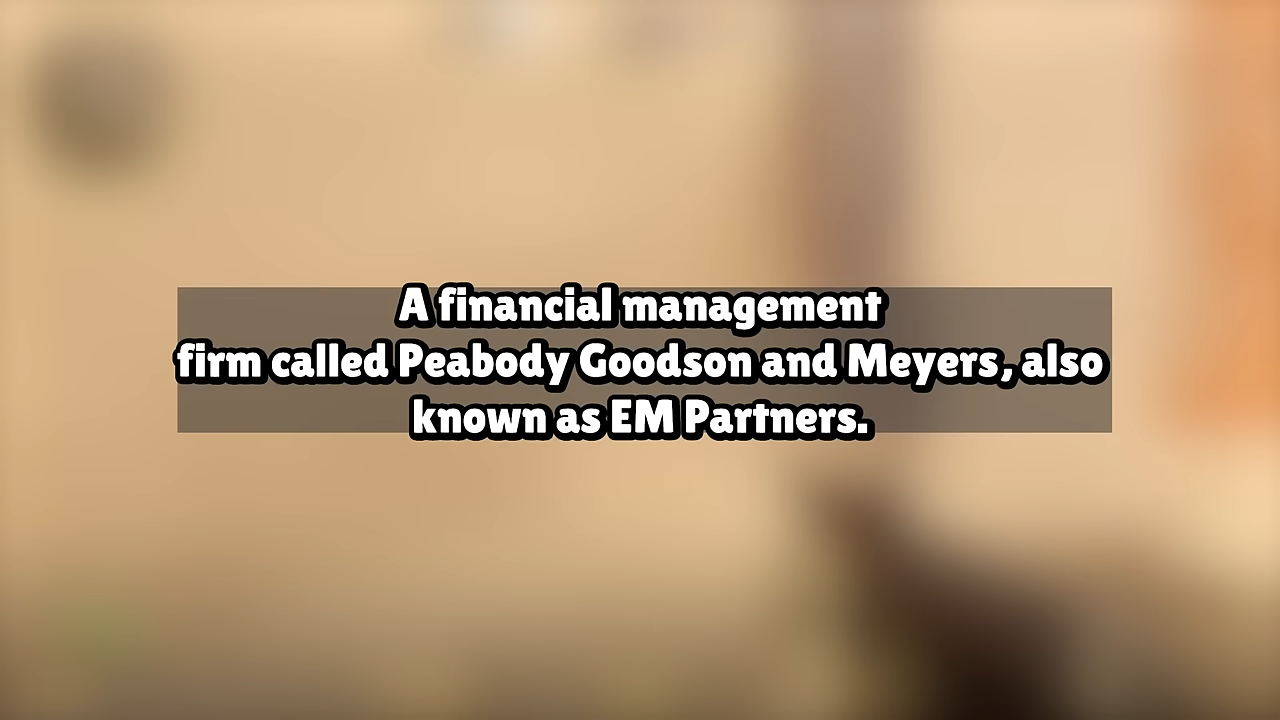 A financial management
firm called Peabody Goodson and Meyers, also
known as EM Partners.